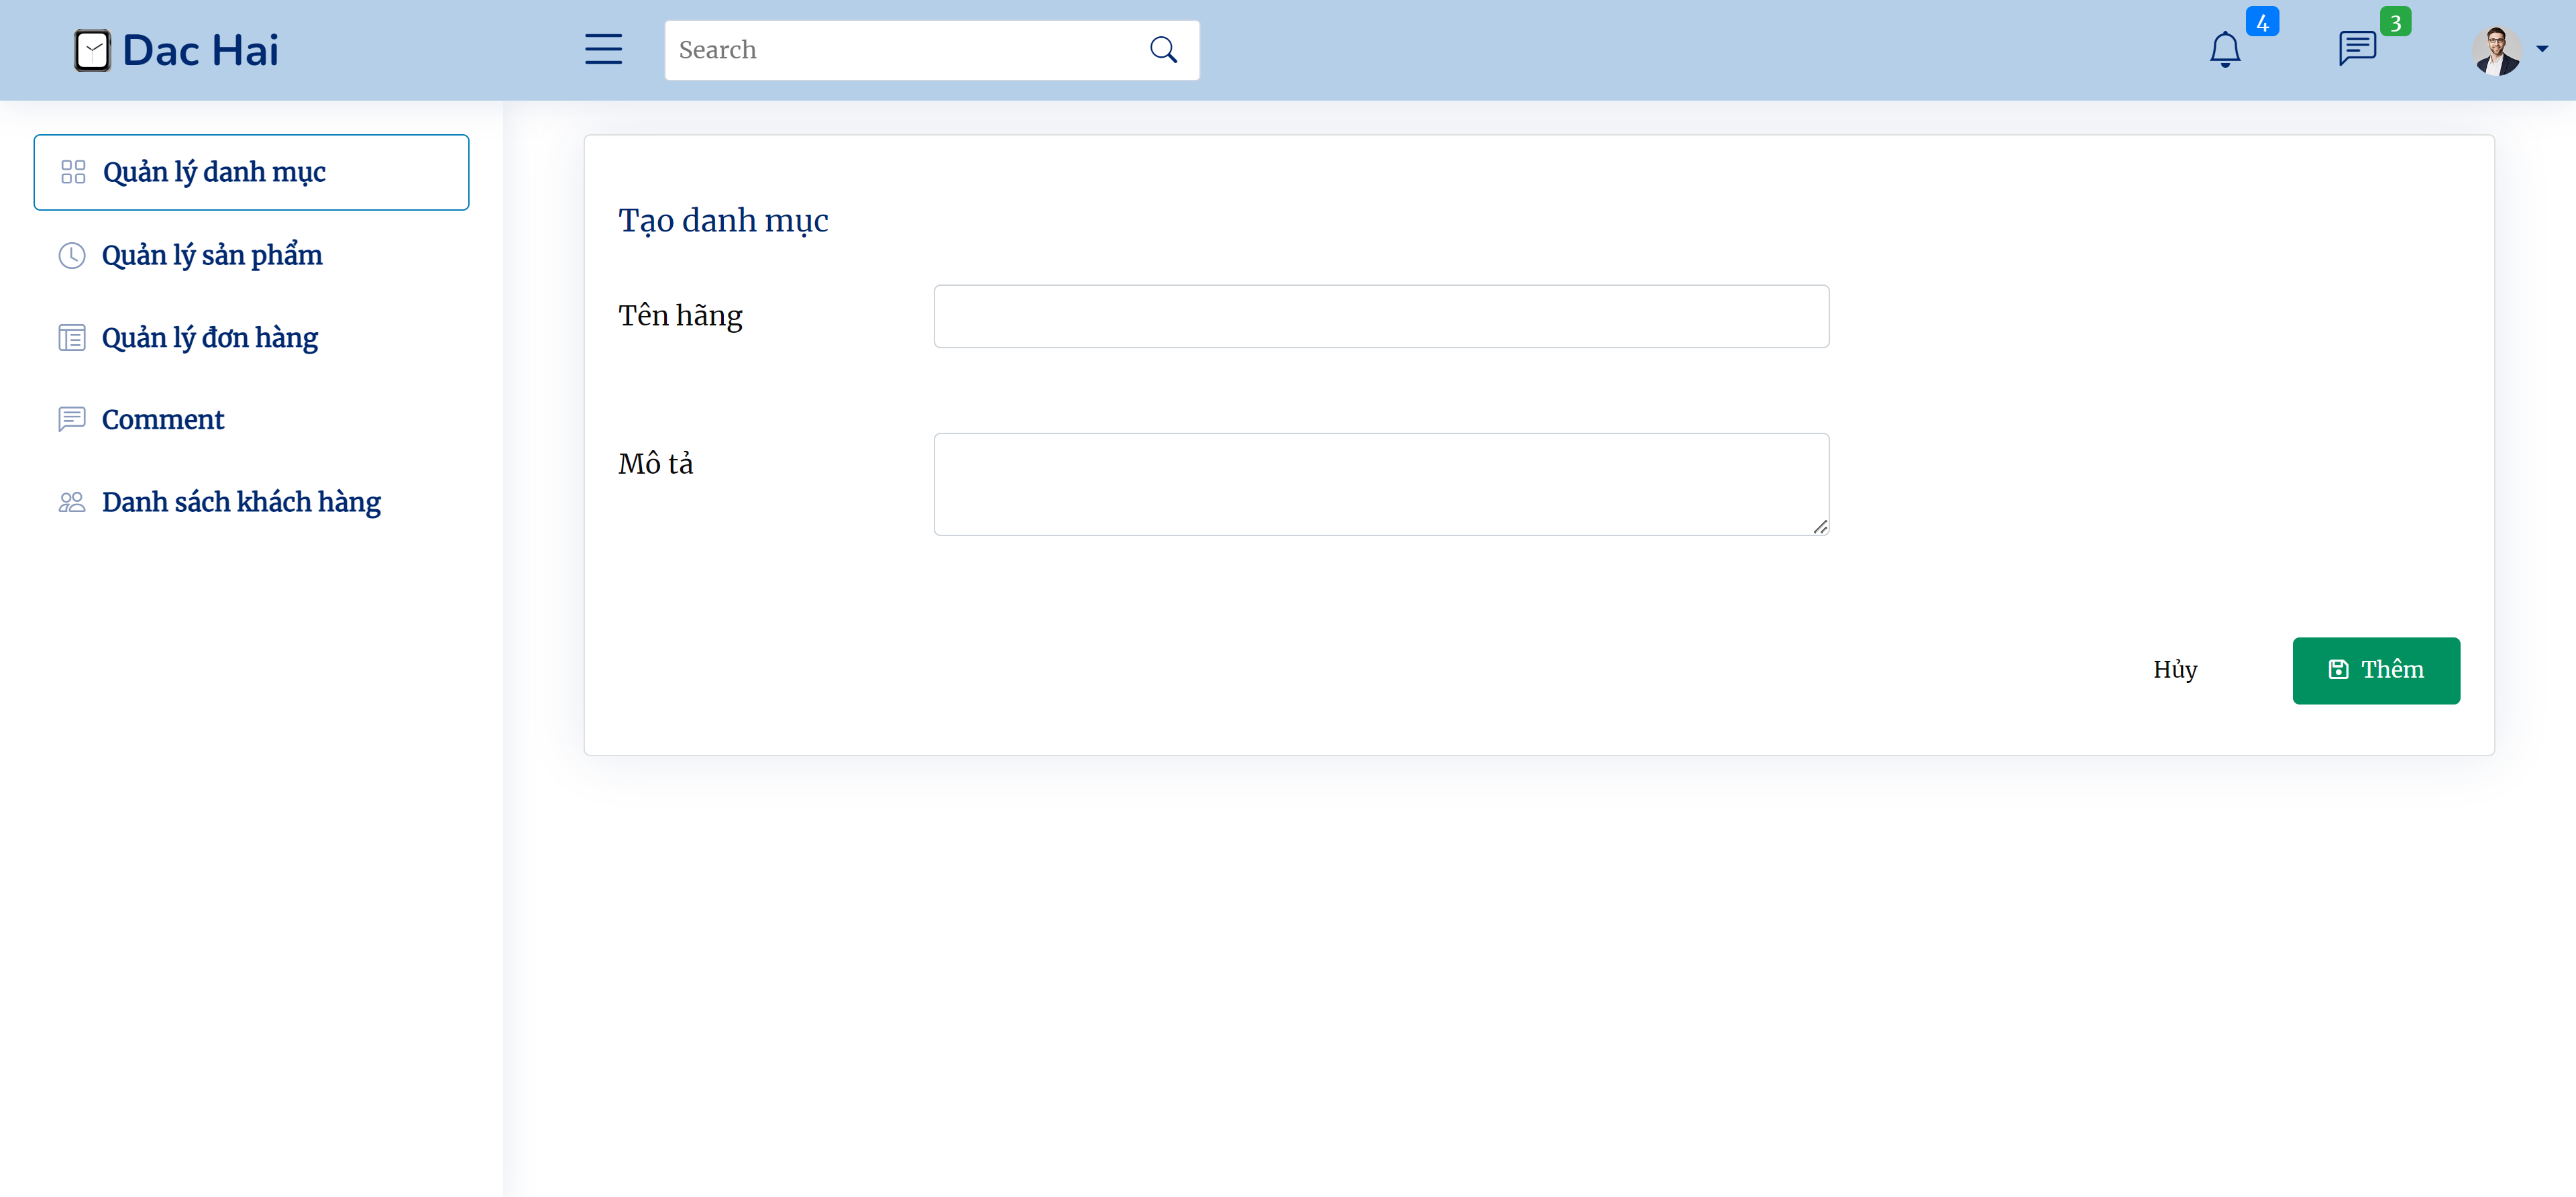 Dac Hai
Search
4
3
Quản lý danh mục
Quản lý sản phẩm
Quản lý đơn hàng
Comment
Danh sách khách hàng
Tạo danh mục
Tên hãng
Mô tả
Hủy
Thêm